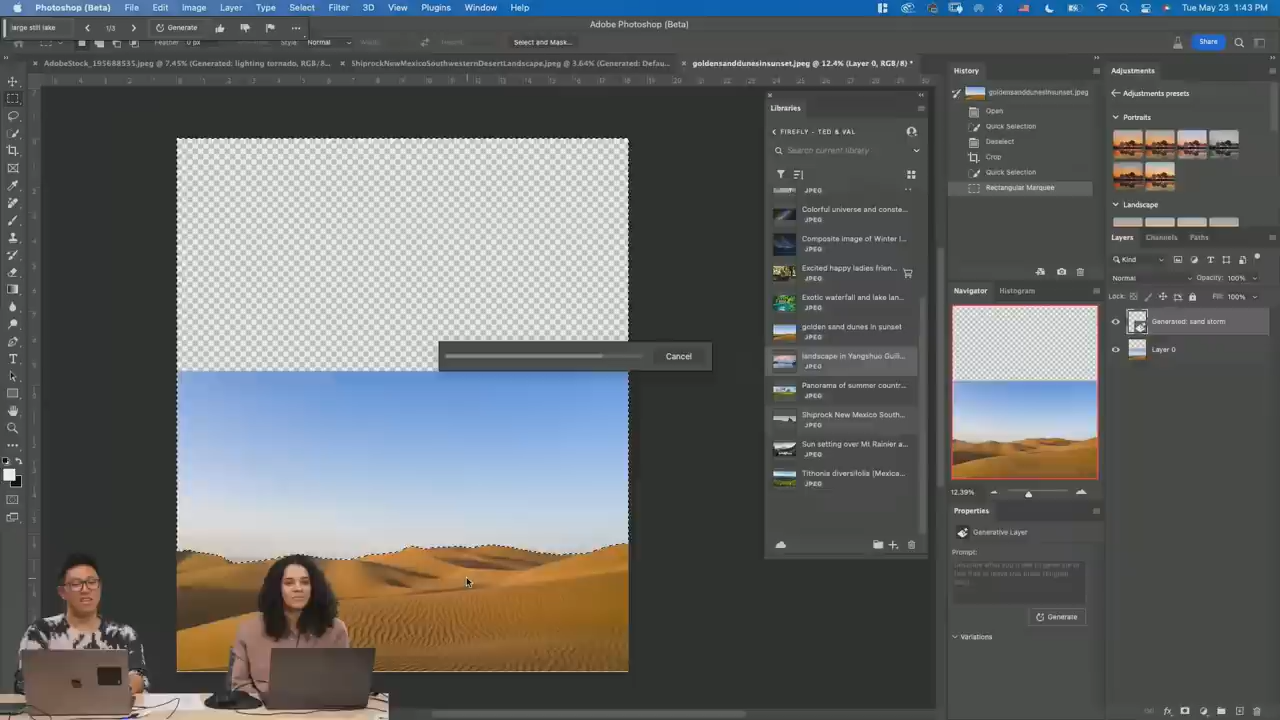 Photoshop (Beta) File Edit Image Layer Type Select Filter 3D View Plugins Window Help
Tue May 23 1:43 PM
large still lake 1/3 Generate
Adobe Photoshop (Beta)
Feather: 0 px Style: Normal Width: Height: Select and Mask...
Share
AdobeStock_195688535.jpeg @ 7.45% (Generated: lighting tornado, RGB/8...
ShiprockNewMexicoSouthwesternDesertLandscape.jpeg @ 3.64% (Generated: Defau...
goldensanddunesinsunset.jpeg @ 12.4% (Layer 0, RGB/8) *
Libraries
FIREFLY - TED & VAL
Search current library
JPEG
Colorful universe and conste...
JPEG
Composite image of Winter l...
JPEG
Excited happy ladies frien...
JPEG
Exotic waterfall and lake lan...
JPEG
golden sand dunes in sunset
JPEG
landscape in Yangshuo Guili...
JPEG
Panorama of summer countr...
JPEG
Shiprock New Mexico South...
JPEG
Sun setting over Mt Rainier a...
JPEG
Tithonia diversifolia (Mexica...
JPEG
Cancel
History
goldensanddunesinsunset.jpeg
Open
Quick Selection
Deselect
Crop
Quick Selection
Rectangular Marquee
Navigator Histogram
12.39%
Properties
Generative Layer
Prompt:
Generate
Variations
Adjustments
Adjustments presets
Portraits
Landscape
Layers Channels Paths
Kind
Normal Opacity: 100%
Lock: Fill: 100%
Generated: sand storm
Layer 0